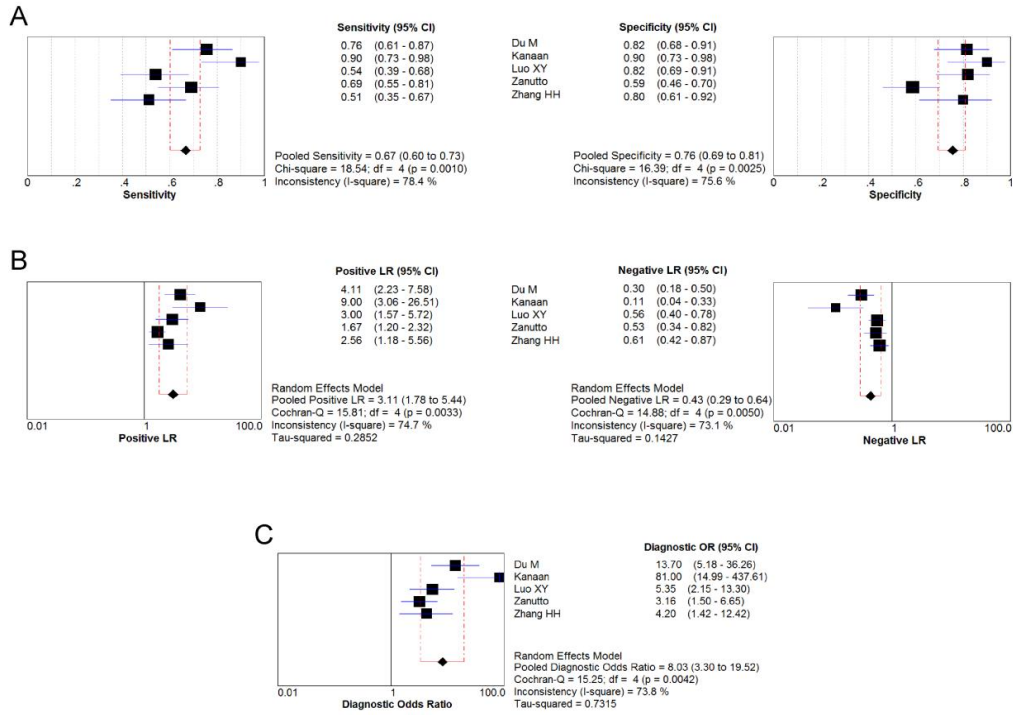 A
Sensitivity (95% CI)
0.76 (0.61 - 0.87)
0.90 (0.73 - 0.98)
0.54 (0.39 - 0.68)
0.69 (0.55 - 0.81)
0.51 (0.35 - 0.67)
Pooled Sensitivity = 0.67 (0.60 to 0.73)
Chi-square = 18.54; df = 4 (p = 0.0010)
Inconsistency (I-square) = 78.4 %
0 .2 .4 .6 .8 1
Sensitivity
Specificity (95% CI)
Du M 0.82 (0.68 - 0.91)
Kanaan 0.90 (0.73 - 0.98)
Luo XY 0.82 (0.69 - 0.91)
Zanutto 0.59 (0.46 - 0.70)
Zhang HH 0.80 (0.61 - 0.92)
Pooled Specificity = 0.76 (0.69 to 0.81)
Chi-square = 16.39; df = 4 (p = 0.0025)
Inconsistency (I-square) = 75.6 %
0 .2 .4 .6 .8 1
Specificity
B
Positive LR (95% CI)
4.11 (2.23 - 7.58)
9.00 (3.06 - 26.51)
3.00 (1.57 - 5.72)
1.67 (1.20 - 2.32)
2.56 (1.18 - 5.56)
Random Effects Model
Pooled Positive LR = 3.11 (1.78 to 5.44)
Cochran-Q = 15.81; df = 4 (p = 0.0033)
Inconsistency (I-square) = 74.7 %
Tau-squared = 0.2852
0.01 1 100.0
Positive LR
Negative LR (95% CI)
Du M 0.30 (0.18 - 0.50)
Kanaan 0.11 (0.04 - 0.33)
Luo XY 0.56 (0.40 - 0.78)
Zanutto 0.53 (0.34 - 0.82)
Zhang HH 0.61 (0.42 - 0.87)
Random Effects Model
Pooled Negative LR = 0.43 (0.29 to 0.64)
Cochran-Q = 14.88; df = 4 (p = 0.0050)
Inconsistency (I-square) = 73.1 %
Tau-squared = 0.1427
0.01 1 100.0
Negative LR
C
Diagnostic OR (95% CI)
Du M 13.70 (5.18 - 36.26)
Kanaan 81.00 (14.99 - 437.61)
Luo XY 5.35 (2.15 - 13.30)
Zanutto 3.16 (1.50 - 6.65)
Zhang HH 4.20 (1.42 - 12.42)
Random Effects Model
Pooled Diagnostic Odds Ratio = 8.03 (3.30 to 19.52)
Cochran-Q = 15.25; df = 4 (p = 0.0042)
Inconsistency (I-square) = 73.8 %
Tau-squared = 0.7315
0.01 1 100.0
Diagnostic Odds Ratio